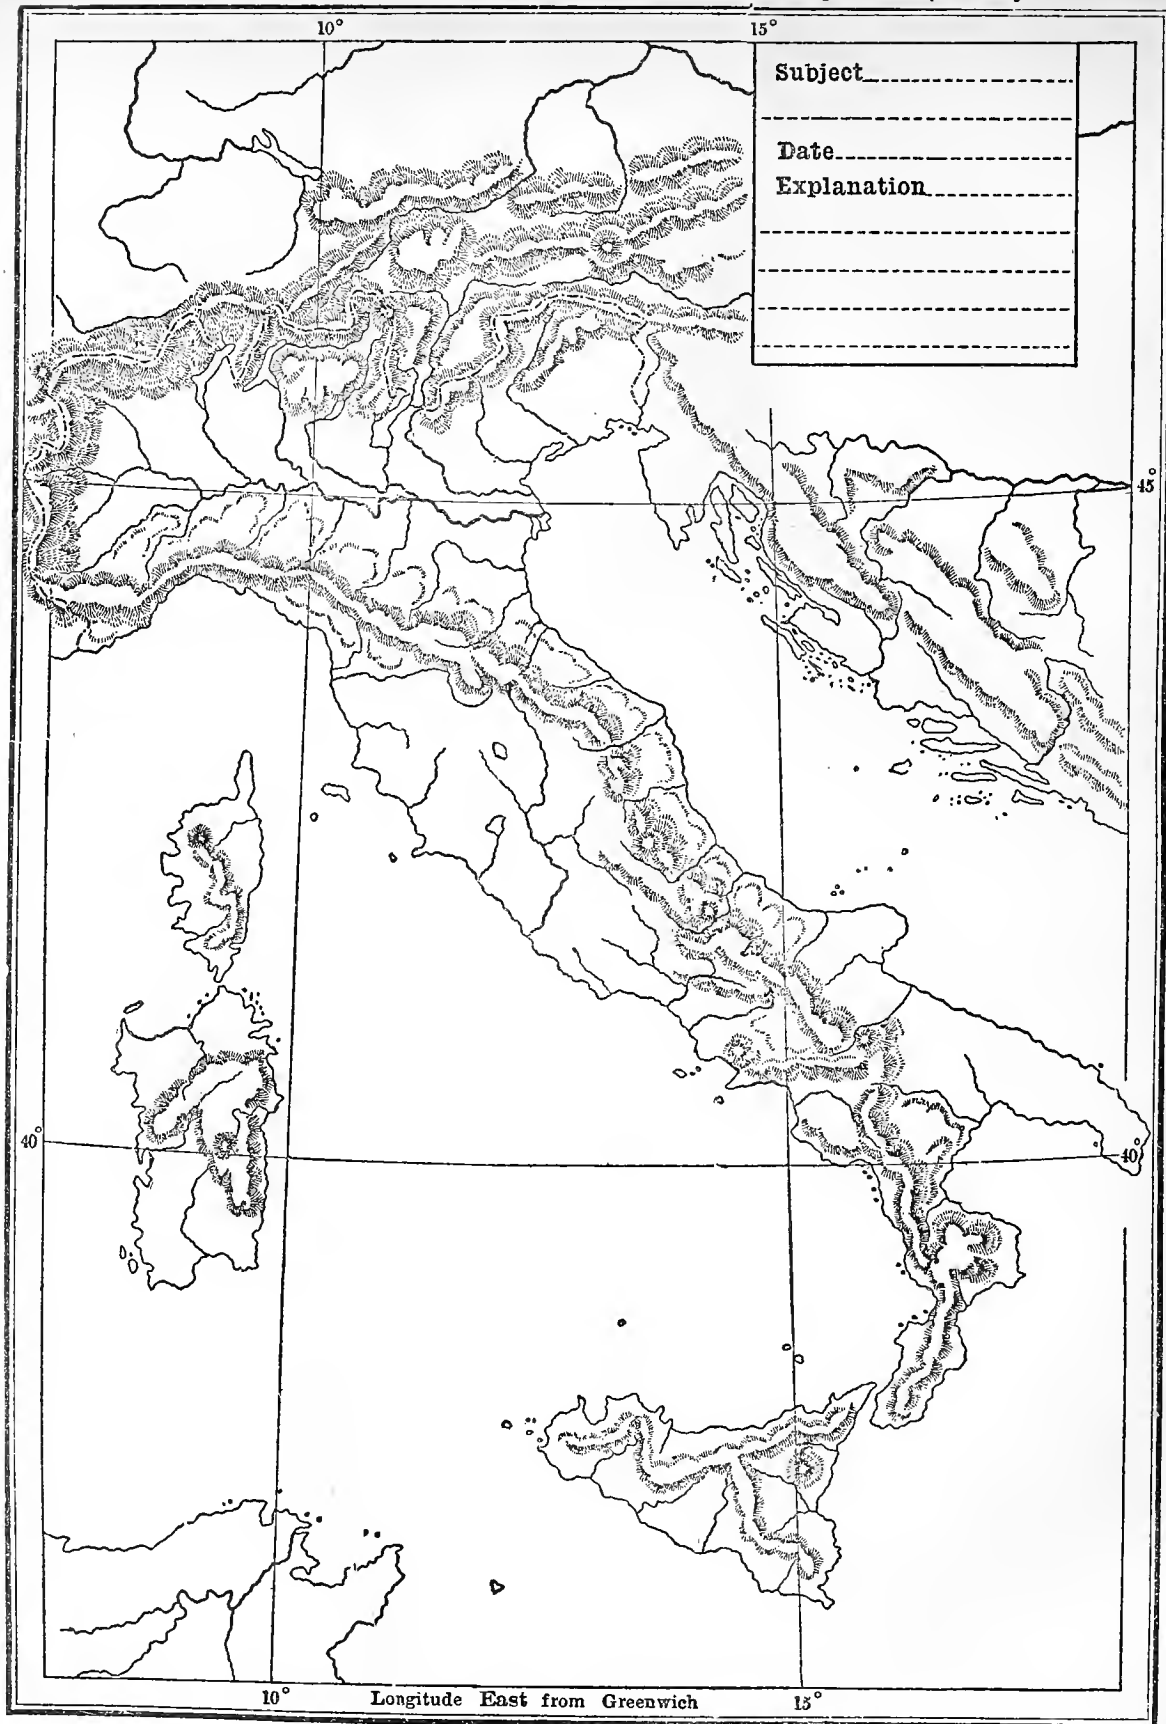 10° 15°
Subject
Date
Explanation
45°
40° 40°
10° Longitude East from Greenwich 15°